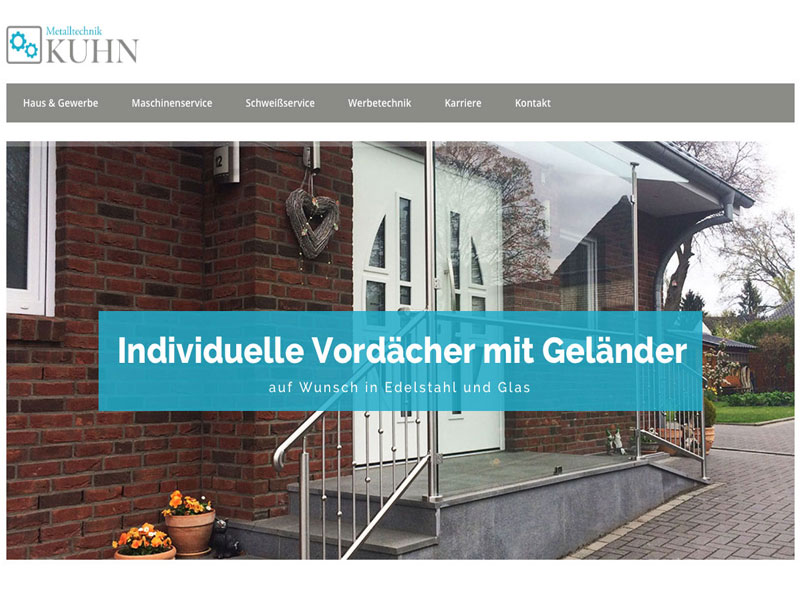 Metalltechnik
KUHN
Haus & Gewerbe Maschinenservice Schweißservice Werbetechnik Karriere Kontakt
12
Individuelle Vordächer mit Geländer
auf Wunsch in Edelstahl und Glas